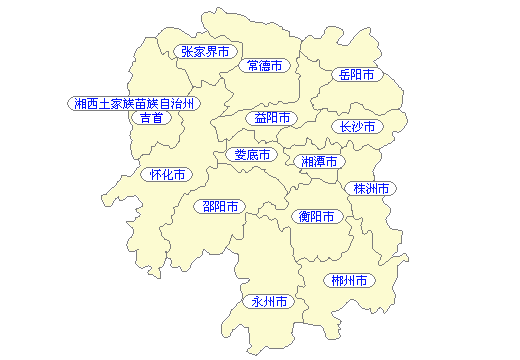 张家界市
常德市
岳阳市
湘西土家族苗族自治州
吉首
益阳市
长沙市
娄底市
湘潭市
怀化市
株洲市
邵阳市
衡阳市
郴州市
永州市